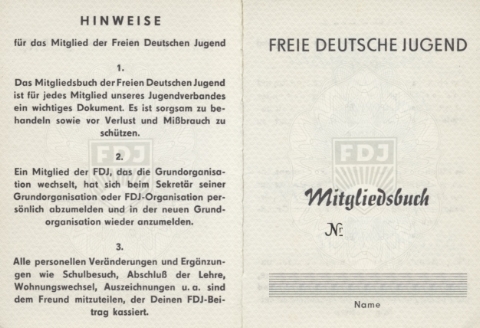 HINWEISE
für das Mitglied der Freien Deutschen Jugend
1.
Das Mitgliedsbuch der Freien Deutschen Jugend
ist für jedes Mitglied unseres Jugendverbandes
ein wichtiges Dokument. Es ist sorgsam zu be-
handeln sowie vor Verlust und Mißbrauch zu
schützen.
2.
Ein Mitglied der FDJ, das die Grundorganisa-
tion wechselt, hat sich beim Sekretär seiner
Grundorganisation oder FDJ-Organisation per-
sönlich abzumelden und in der neuen Grund-
organisation wieder anzumelden.
3.
Alle personellen Veränderungen und Ergänzun-
gen wie Schulbesuch, Abschluß der Lehre,
Wohnungswechsel, Auszeichnungen u. a. sind
dem Freund mitzuteilen, der Deinen FDJ-Bei-
trag kassiert.
FDJ
FREIE DEUTSCHE JUGEND
FDJ
Mitgliedsbuch
Nr.
Name